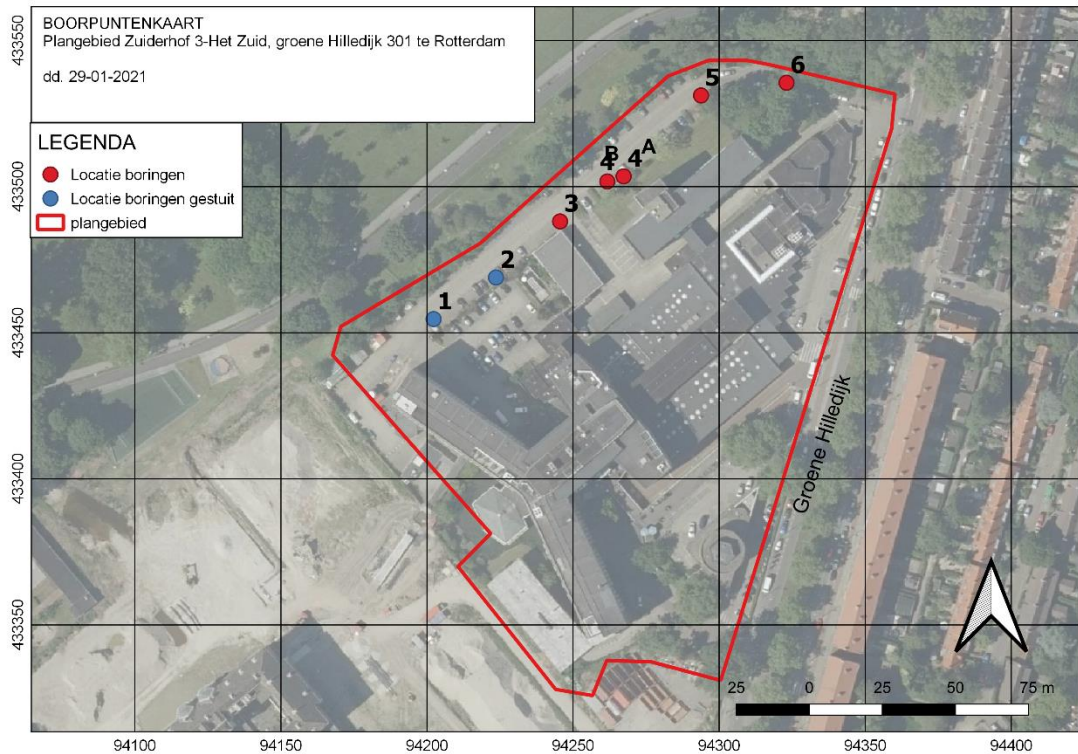 BOORPUNTENKAART
Plangebied Zuiderhof 3-Het Zuid, groene Hilledijk 301 te Rotterdam
dd. 29-01-2021
LEGENDA
Locatie boringen
Locatie boringen gestuit
plangebied
6
5
4B
4A
3
2
1
Groene Hilledijk
433550
433500
433450
433400
433350
25 0 25 50 75 m
94100 94150 94200 94250 94300 94350 94400